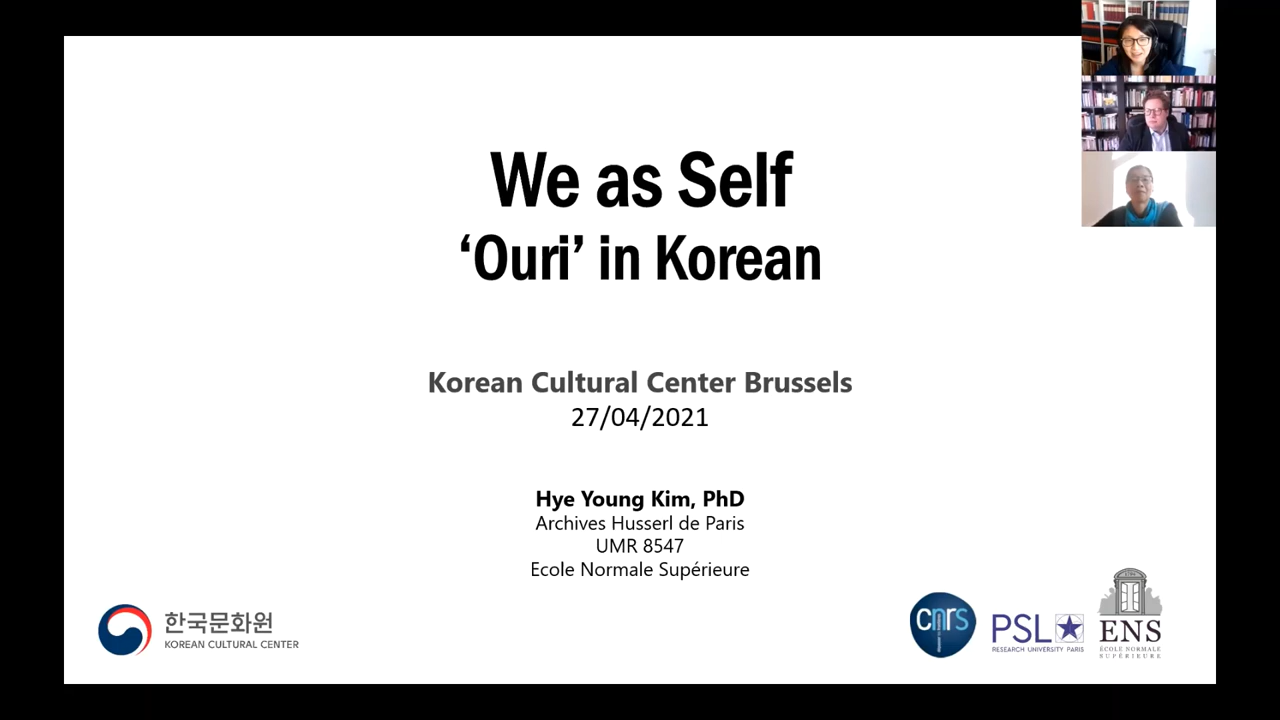 We as Self
‘Ouri’ in Korean
Korean Cultural Center Brussels
27/04/2021
Hye Young Kim, PhD
Archives Husserl de Paris
UMR 8547
Ecole Normale Supérieure
한국문화원
KOREAN CULTURAL CENTER
cnrs
PSL
RESEARCH UNIVERSITY PARIS
ENS
ÉCOLE NORMALE
SUPÉRIEURE